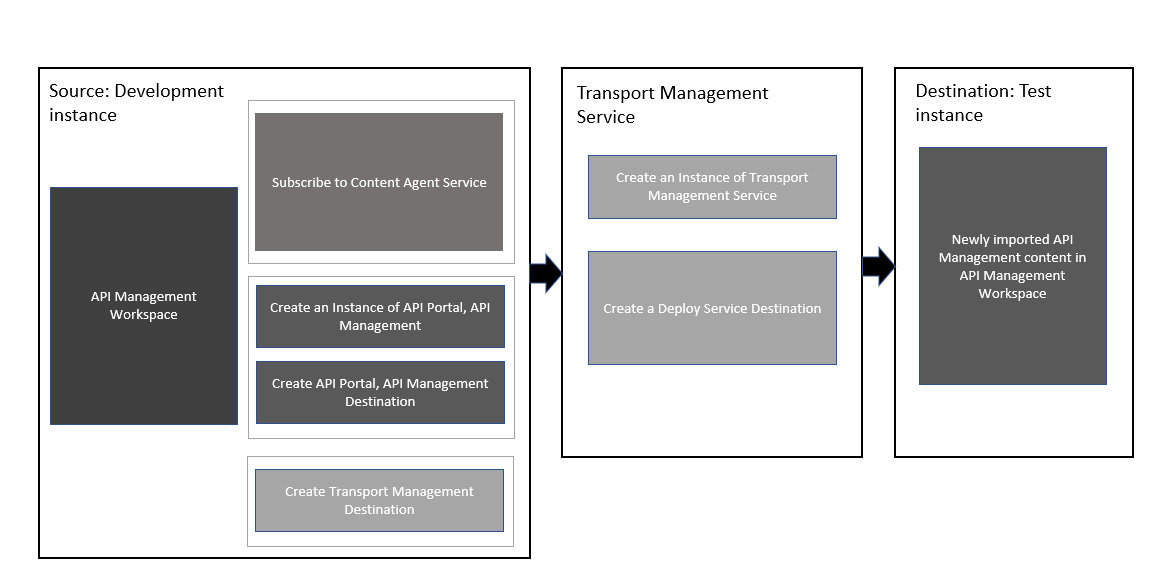 Source: Development
instance
API Management
Workspace
Subscribe to Content Agent Service
Create an Instance of API Portal, API
Management
Create API Portal, API Management
Destination
Create Transport Management
Destination
Transport Management
Service
Create an Instance of Transport
Management Service
Create a Deploy Service Destination
Destination: Test
instance
Newly imported API
Management content in
API Management
Workspace